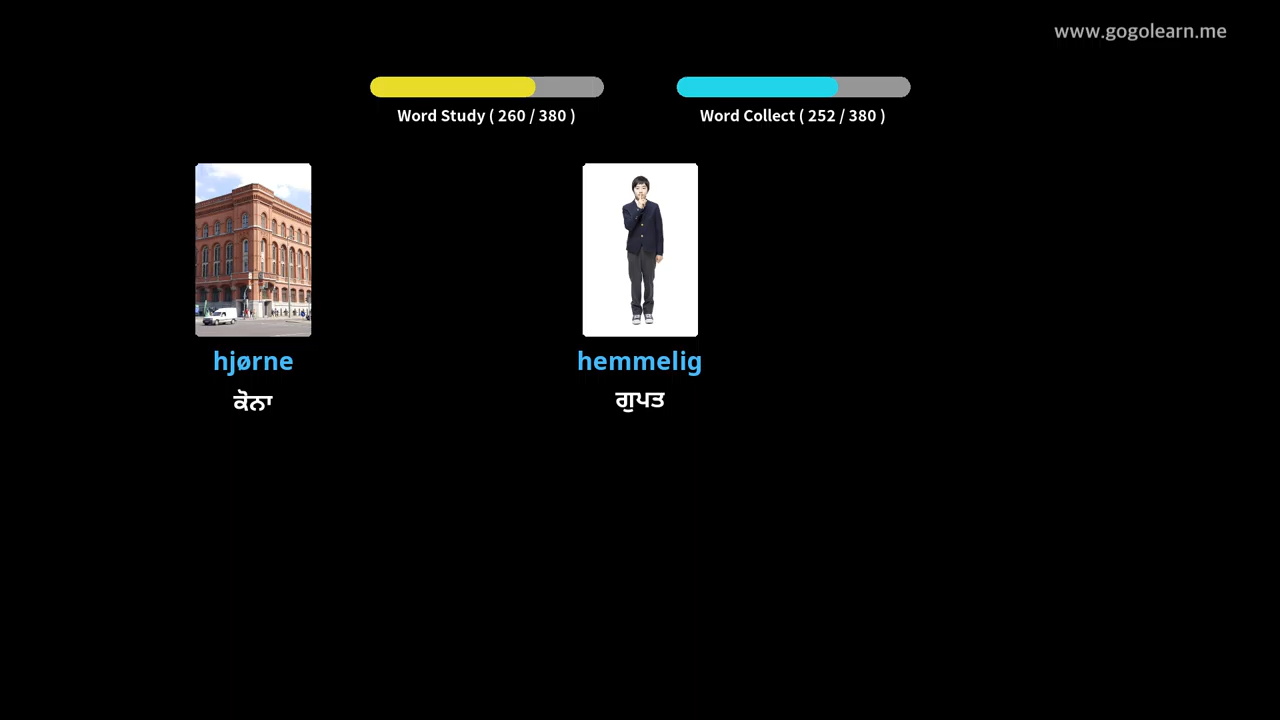 www.gogolearn.me
Word Study ( 260 / 380 )
Word Collect ( 252 / 380 )
hjørne
hemmelig
ਕੋਨਾ
ਗੁਪਤ